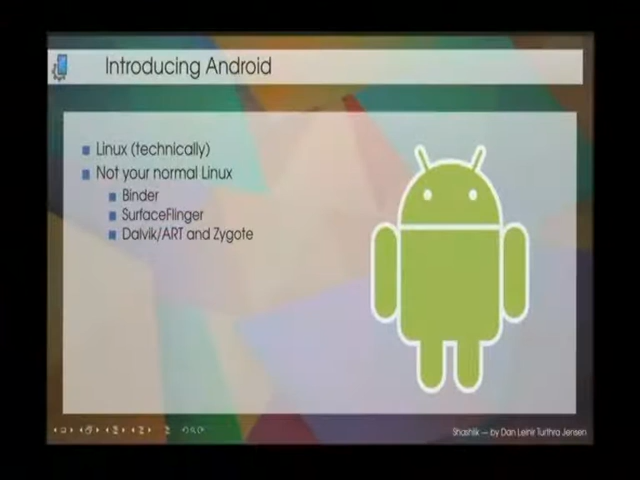 Introducing Android
Linux (technically)
Not your normal Linux
Binder
SurfaceFlinger
Dalvik/ART and Zygote
Shashlik — by Dan Leinir Turthra Jensen